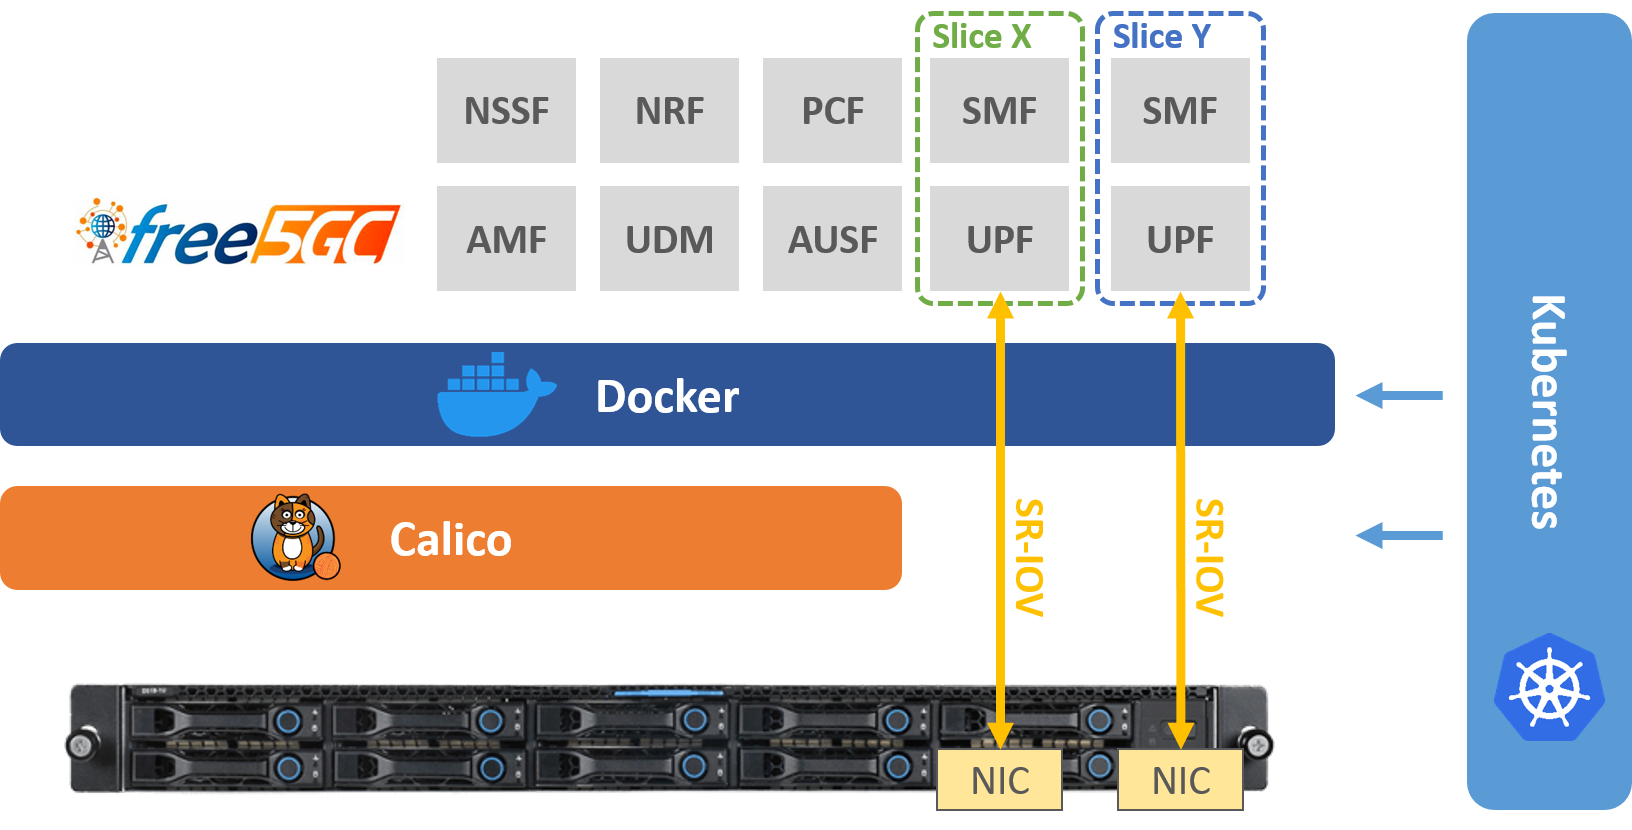 Slice X
Slice Y
NSSF
NRF
PCF
SMF
SMF
free5GC
AMF
UDM
AUSF
UPF
UPF
Docker
Kubernetes
Calico
SR-IOV
SR-IOV
NIC
NIC